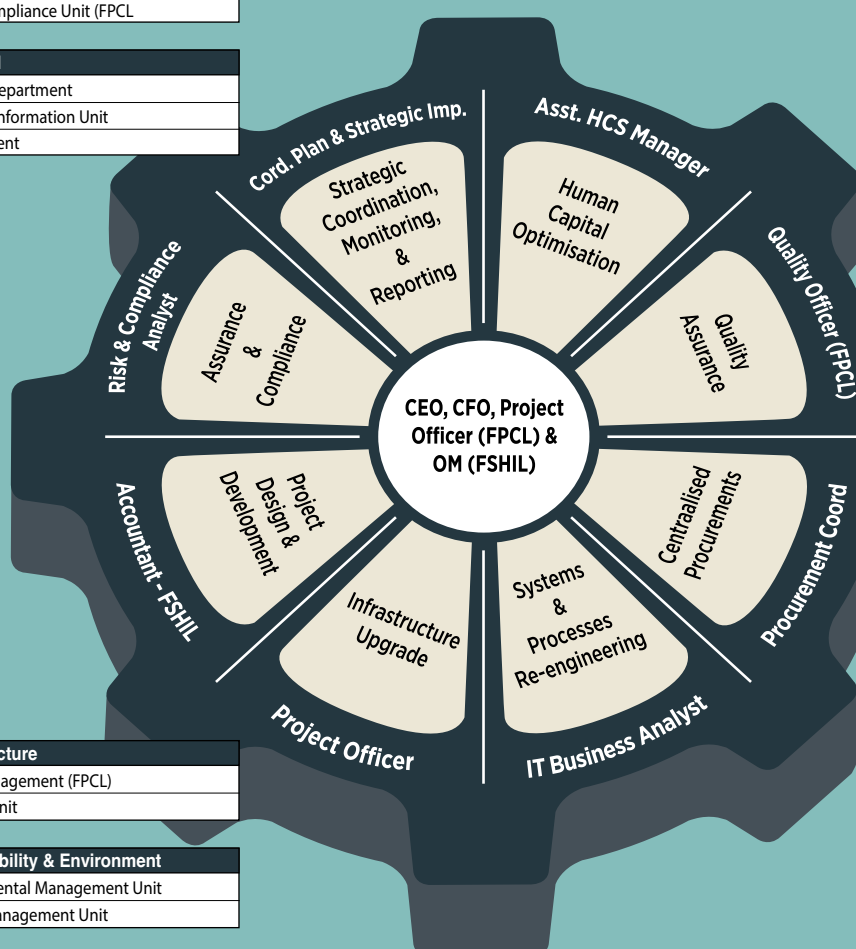 mpliance Unit (FPCL
epartment
nformation Unit
ent
Cord. Plan & Strategic Imp.
Strategic
Coordination,
Monitoring,
&
Reporting
Asst. HCS Manager
Human
Capital
Optimisation
Quality Officer (FPCL)
Quality
Assurance
Risk & Compliance
Analyst
Assurance
&
Compliance
CEO, CFO, Project
Officer (FPCL) &
OM (FSHIL)
Accountant - FSHIL
Project
Design &
Development
Procurement Coord
Centraalised
Procurements
Infrastructure
Upgrade
Project Officer
Systems
&
Processes
Re-engineering
IT Business Analyst
cture
agement (FPCL)
nit
bility & Environment
ental Management Unit
nagement Unit